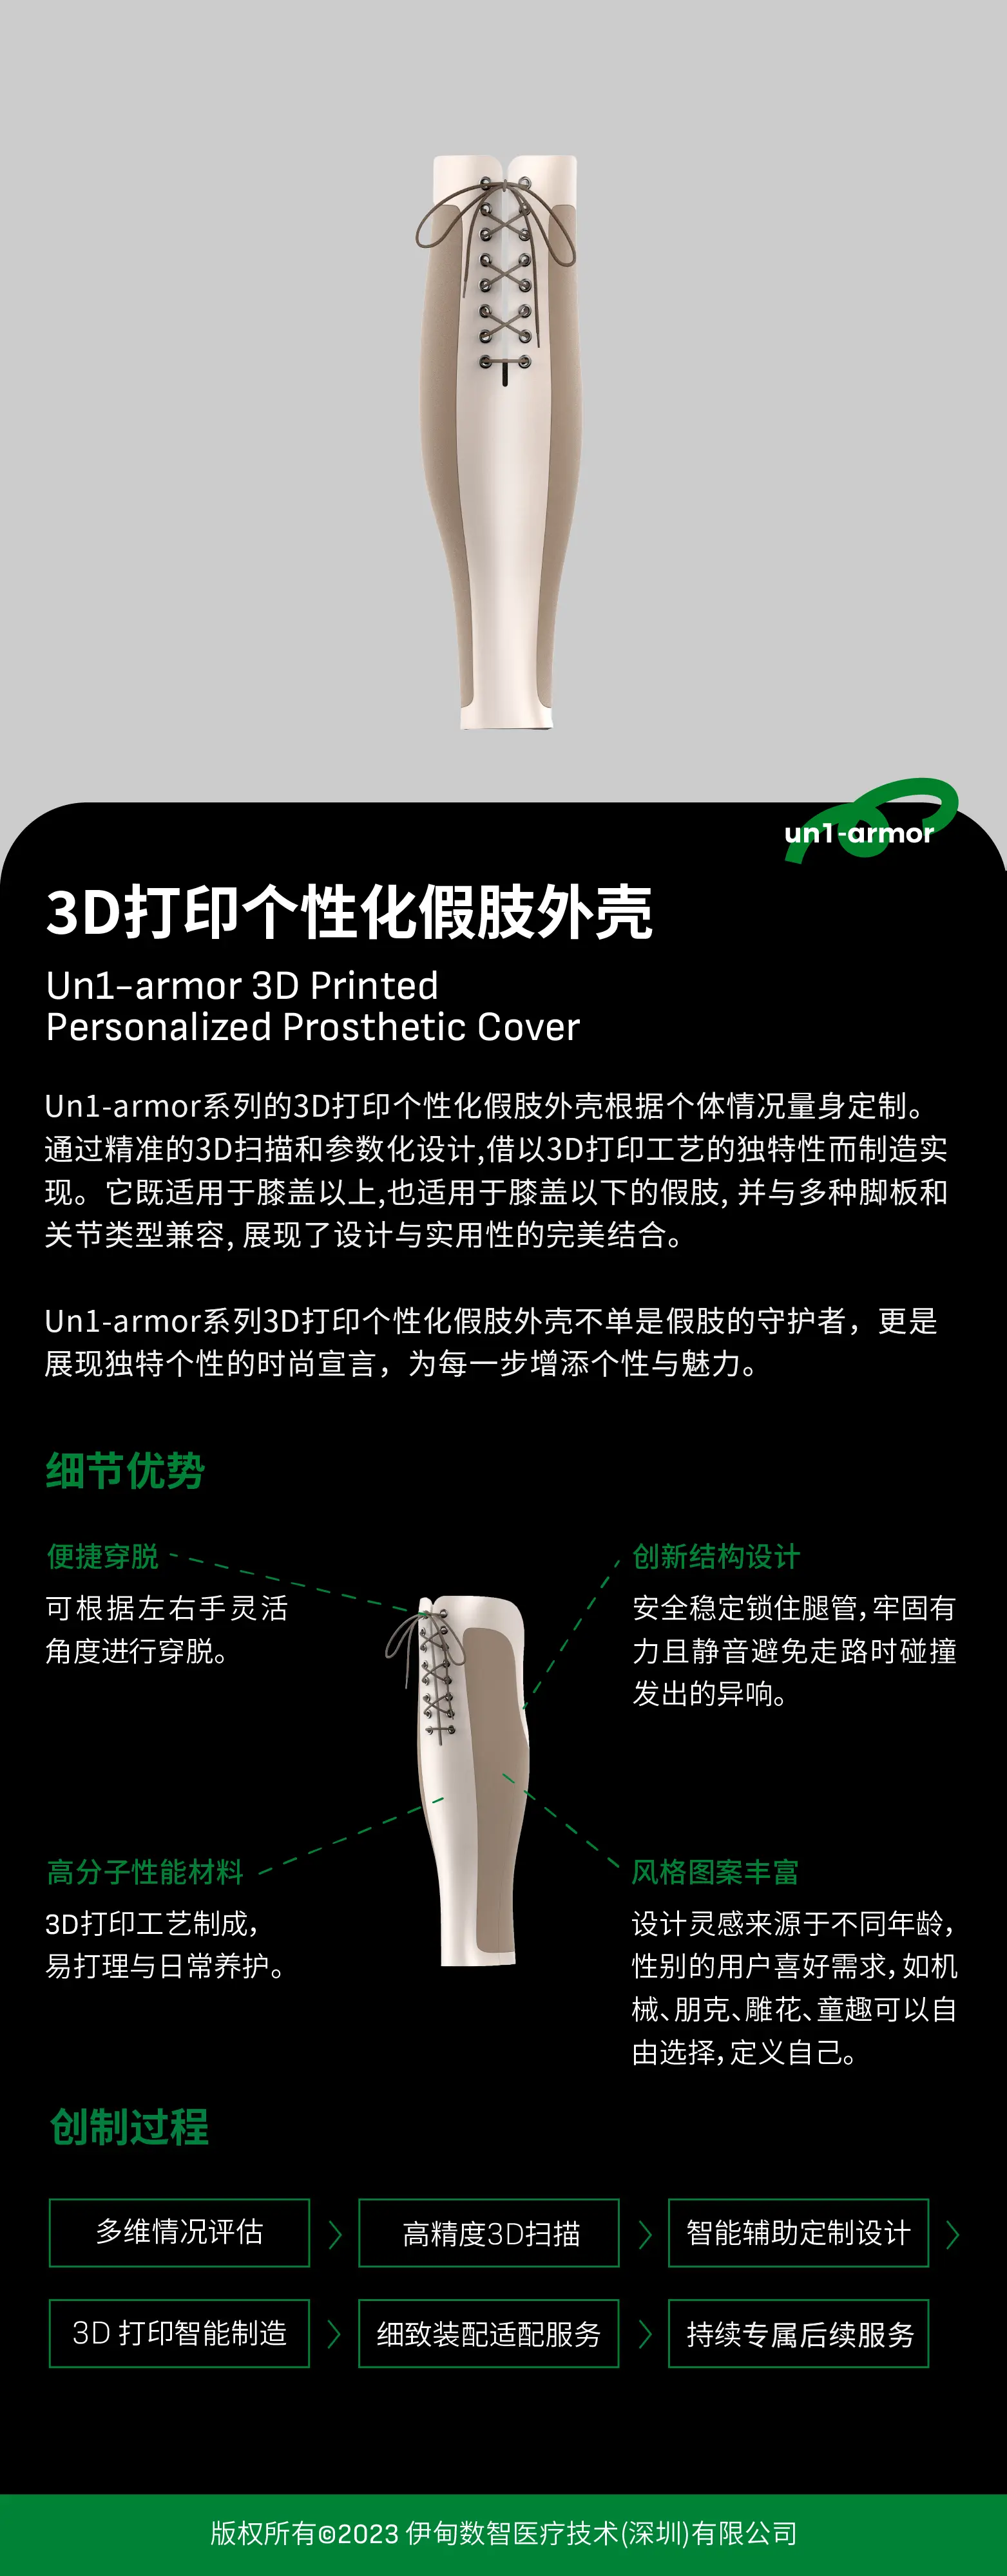 un1-armor
3D打印个性化假肢外壳
Un1-armor 3D Printed
Personalized Prosthetic Cover
Un1-armor系列的3D打印个性化假肢外壳根据个体情况量身定制。
通过精准的3D扫描和参数化设计,借以3D打印工艺的独特性而制造实
现。它既适用于膝盖以上,也适用于膝盖以下的假肢, 并与多种脚板和
关节类型兼容, 展现了设计与实用性的完美结合。
Un1-armor系列3D打印个性化假肢外壳不单是假肢的守护者，更是
展现独特个性的时尚宣言，为每一步增添个性与魅力。
细节优势
便捷穿脱
可根据左右手灵活
角度进行穿脱。
创新结构设计
安全稳定锁住腿管，牢固有
力且静音避免走路时碰撞
发出的异响。
高分子性能材料
3D打印工艺制成，
易打理与日常养护。
风格图案丰富
设计灵感来源于不同年龄，
性别的用户喜好需求，如机
械、朋克、雕花、童趣可以自
由选择，定义自己。
创制过程
多维情况评估
高精度3D扫描
智能辅助定制设计
3D 打印智能制造
细致装配适配服务
持续专属后续服务
版权所有©2023 伊甸数智医疗技术(深圳)有限公司